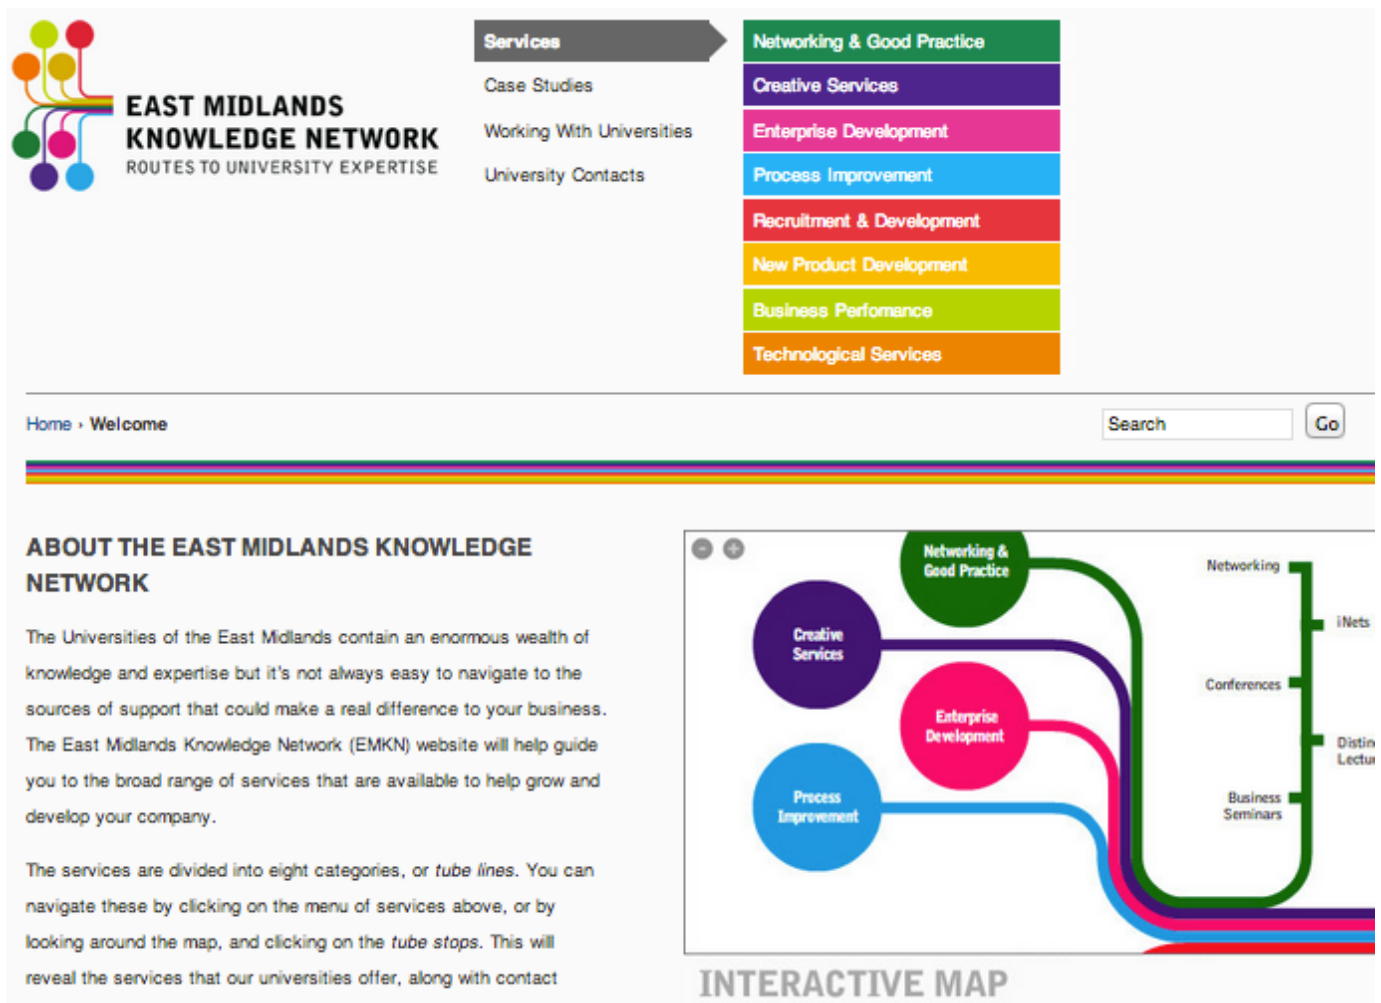 EAST MIDLANDS
KNOWLEDGE NETWORK
ROUTES TO UNIVERSITY EXPERTISE
Services
Case Studies
Working With Universities
University Contacts
Networking & Good Practice
Creative Services
Enterprise Development
Process Improvement
Recruitment & Development
New Product Development
Business Perfomance
Technological Services
Home › Welcome
Search
Go
ABOUT THE EAST MIDLANDS KNOWLEDGE
NETWORK
The Universities of the East Midlands contain an enormous wealth of
knowledge and expertise but it's not always easy to navigate to the
sources of support that could make a real difference to your business.
The East Midlands Knowledge Network (EMKN) website will help guide
you to the broad range of services that are available to help grow and
develop your company.
The services are divided into eight categories, or tube lines. You can
navigate these by clicking on the menu of services above, or by
looking around the map, and clicking on the tube stops. This will
reveal the services that our universities offer, along with contact
Networking &
Good Practice
Creative
Services
Enterprise
Development
Process
Improvement
Networking
iNets
Conferences
Distinc
Lectur
Business
Seminars
INTERACTIVE MAP